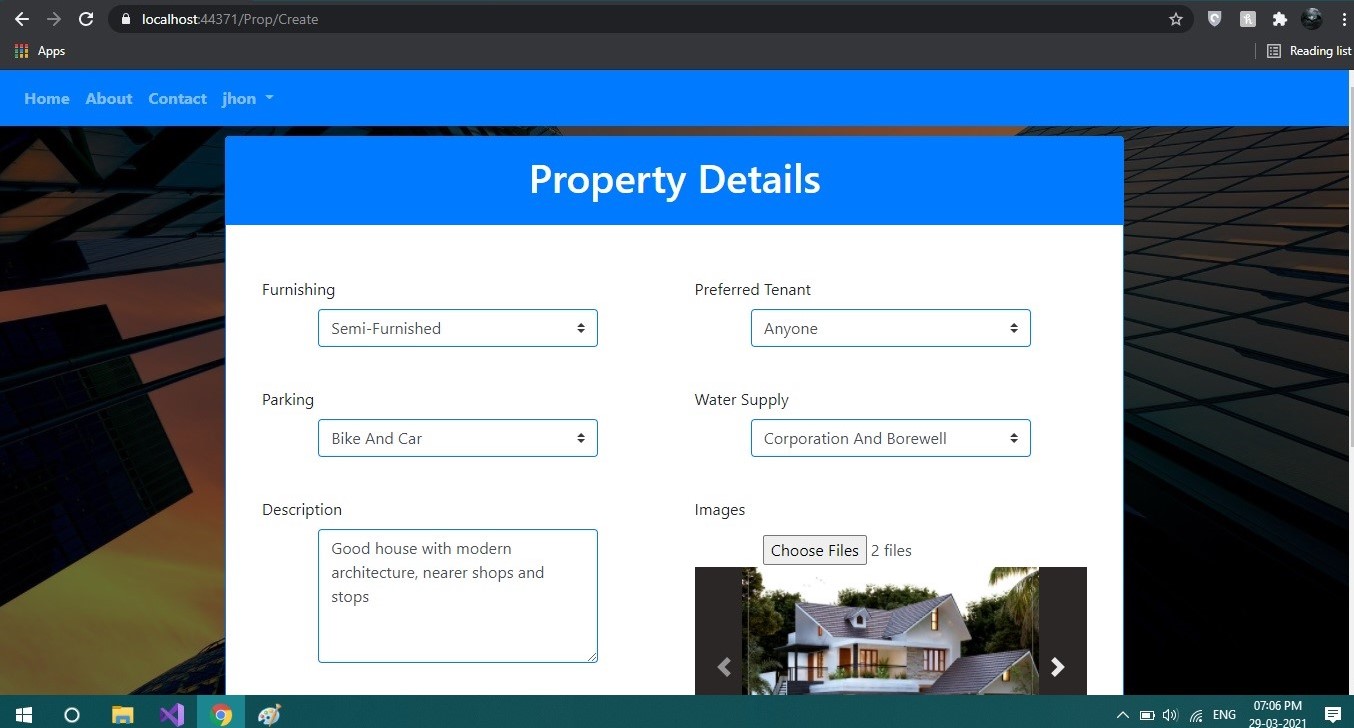 localhost:44371/Prop/Create
Apps
Reading list
Home About Contact jhon
Property Details
Furnishing
Preferred Tenant
Semi-Furnished
Anyone
Parking
Water Supply
Bike And Car
Corporation And Borewell
Description
Images
Good house with modern
architecture, nearer shops and
stops
Choose Files 2 files
ENG
07:06 PM
29-03-2021